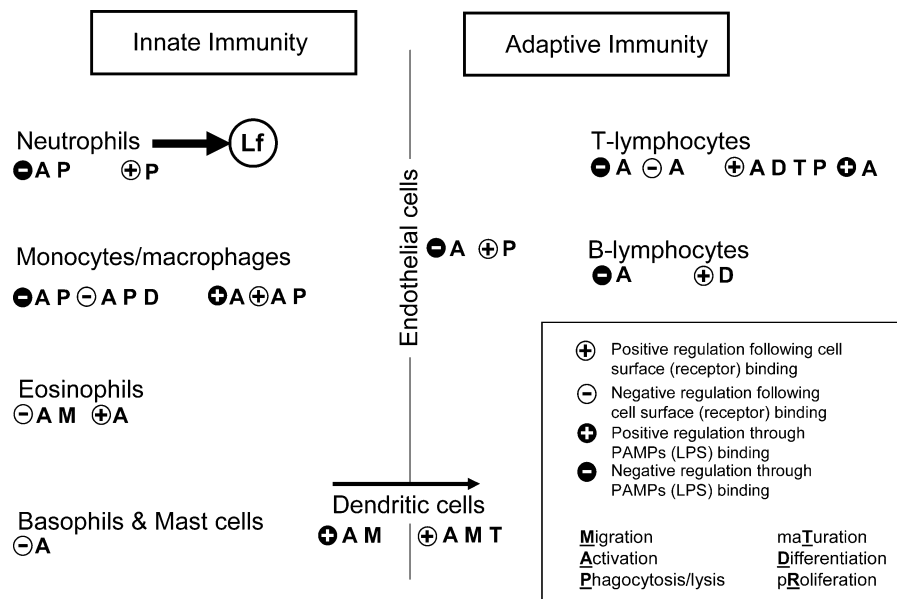 Innate Immunity
Adaptive Immunity
Neutrophils
Lf
−A P +P
Monocytes/macrophages
−A P −A P D +A +A P
Eosinophils
−A M +A
Basophils & Mast cells
−A
Endothelial cells
−A +P
Dendritic cells
+A M +A M T
T-lymphocytes
−A −A +A D T P +A
B-lymphocytes
−A +D
+ Positive regulation following cell
surface (receptor) binding
− Negative regulation following
cell surface (receptor) binding
+ Positive regulation through
PAMPs (LPS) binding
− Negative regulation through
PAMPs (LPS) binding
Migration maTuration
Activation Differentiation
Phagocytosis/lysis pRoliferation